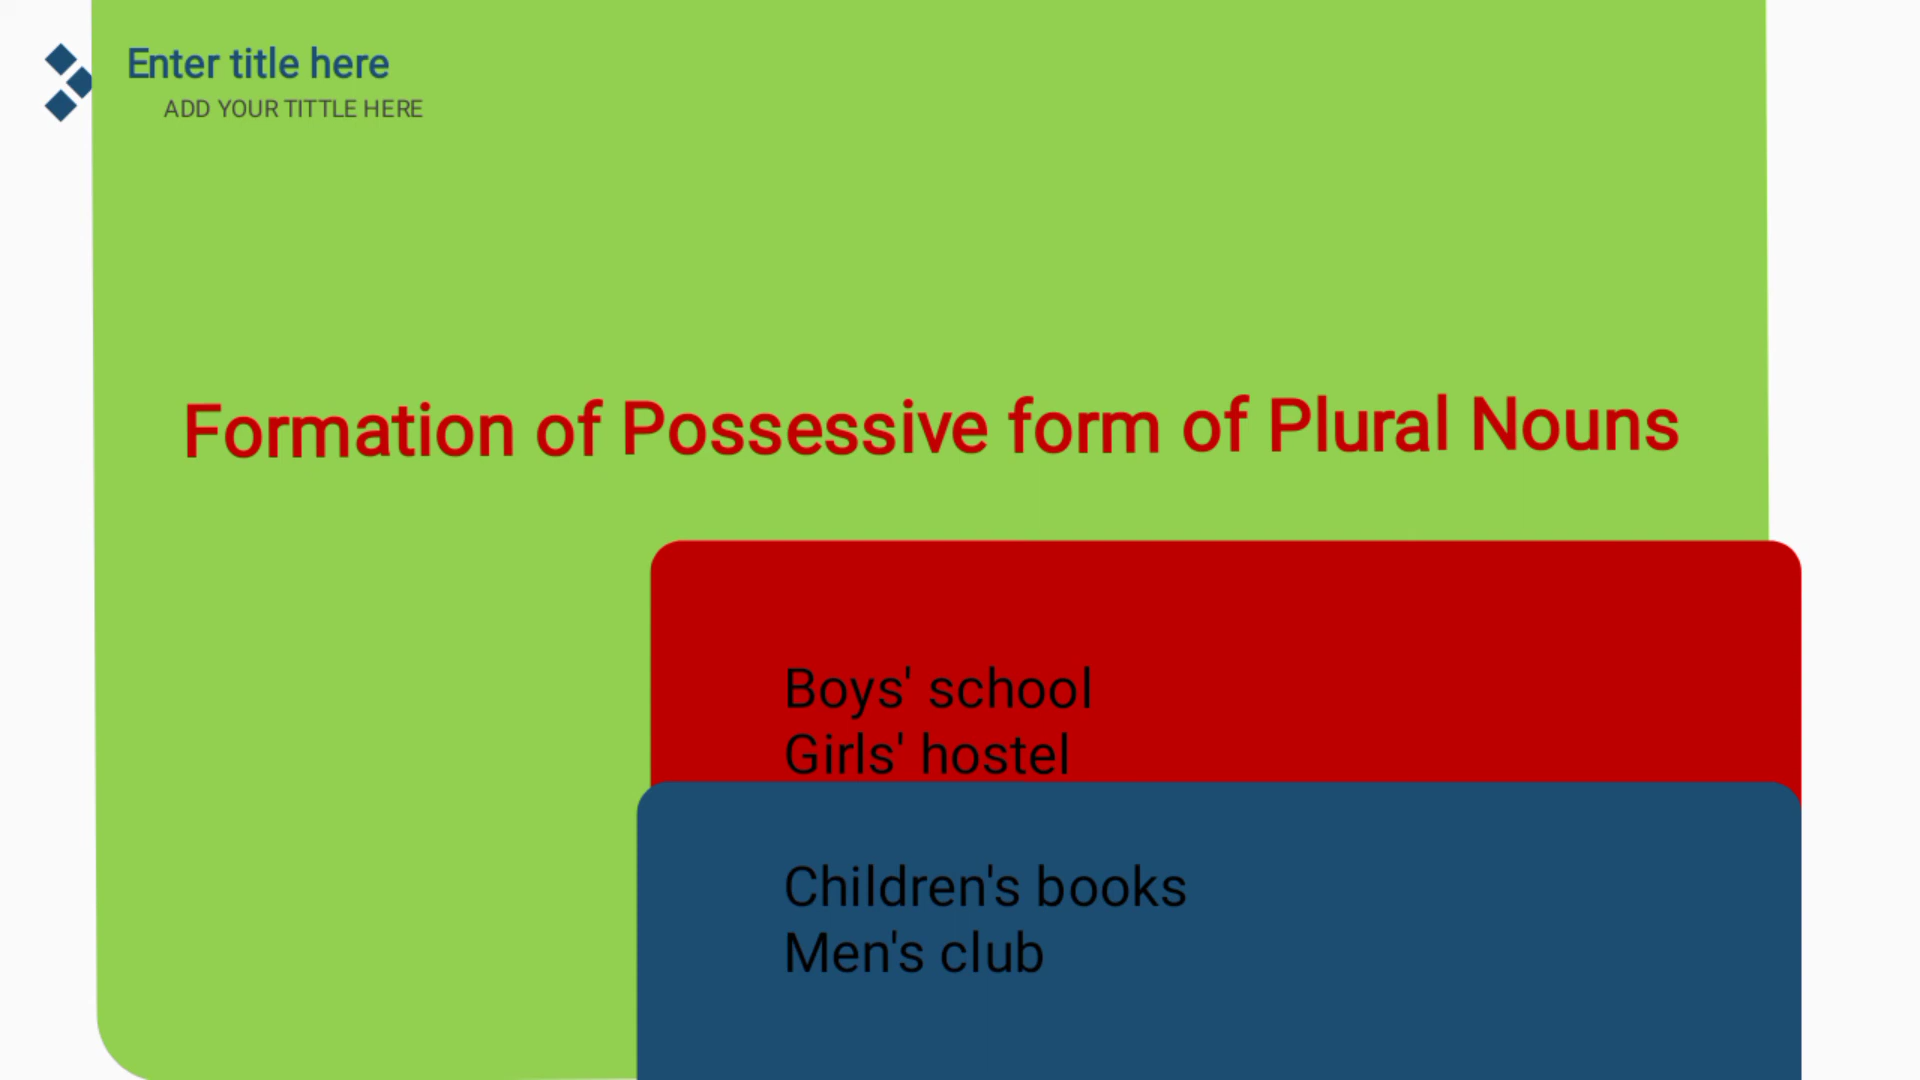 Enter title here
ADD YOUR TITTLE HERE
Formation of Possessive form of Plural Nouns
Boys' school
Girls' hostel
Children's books
Men's club